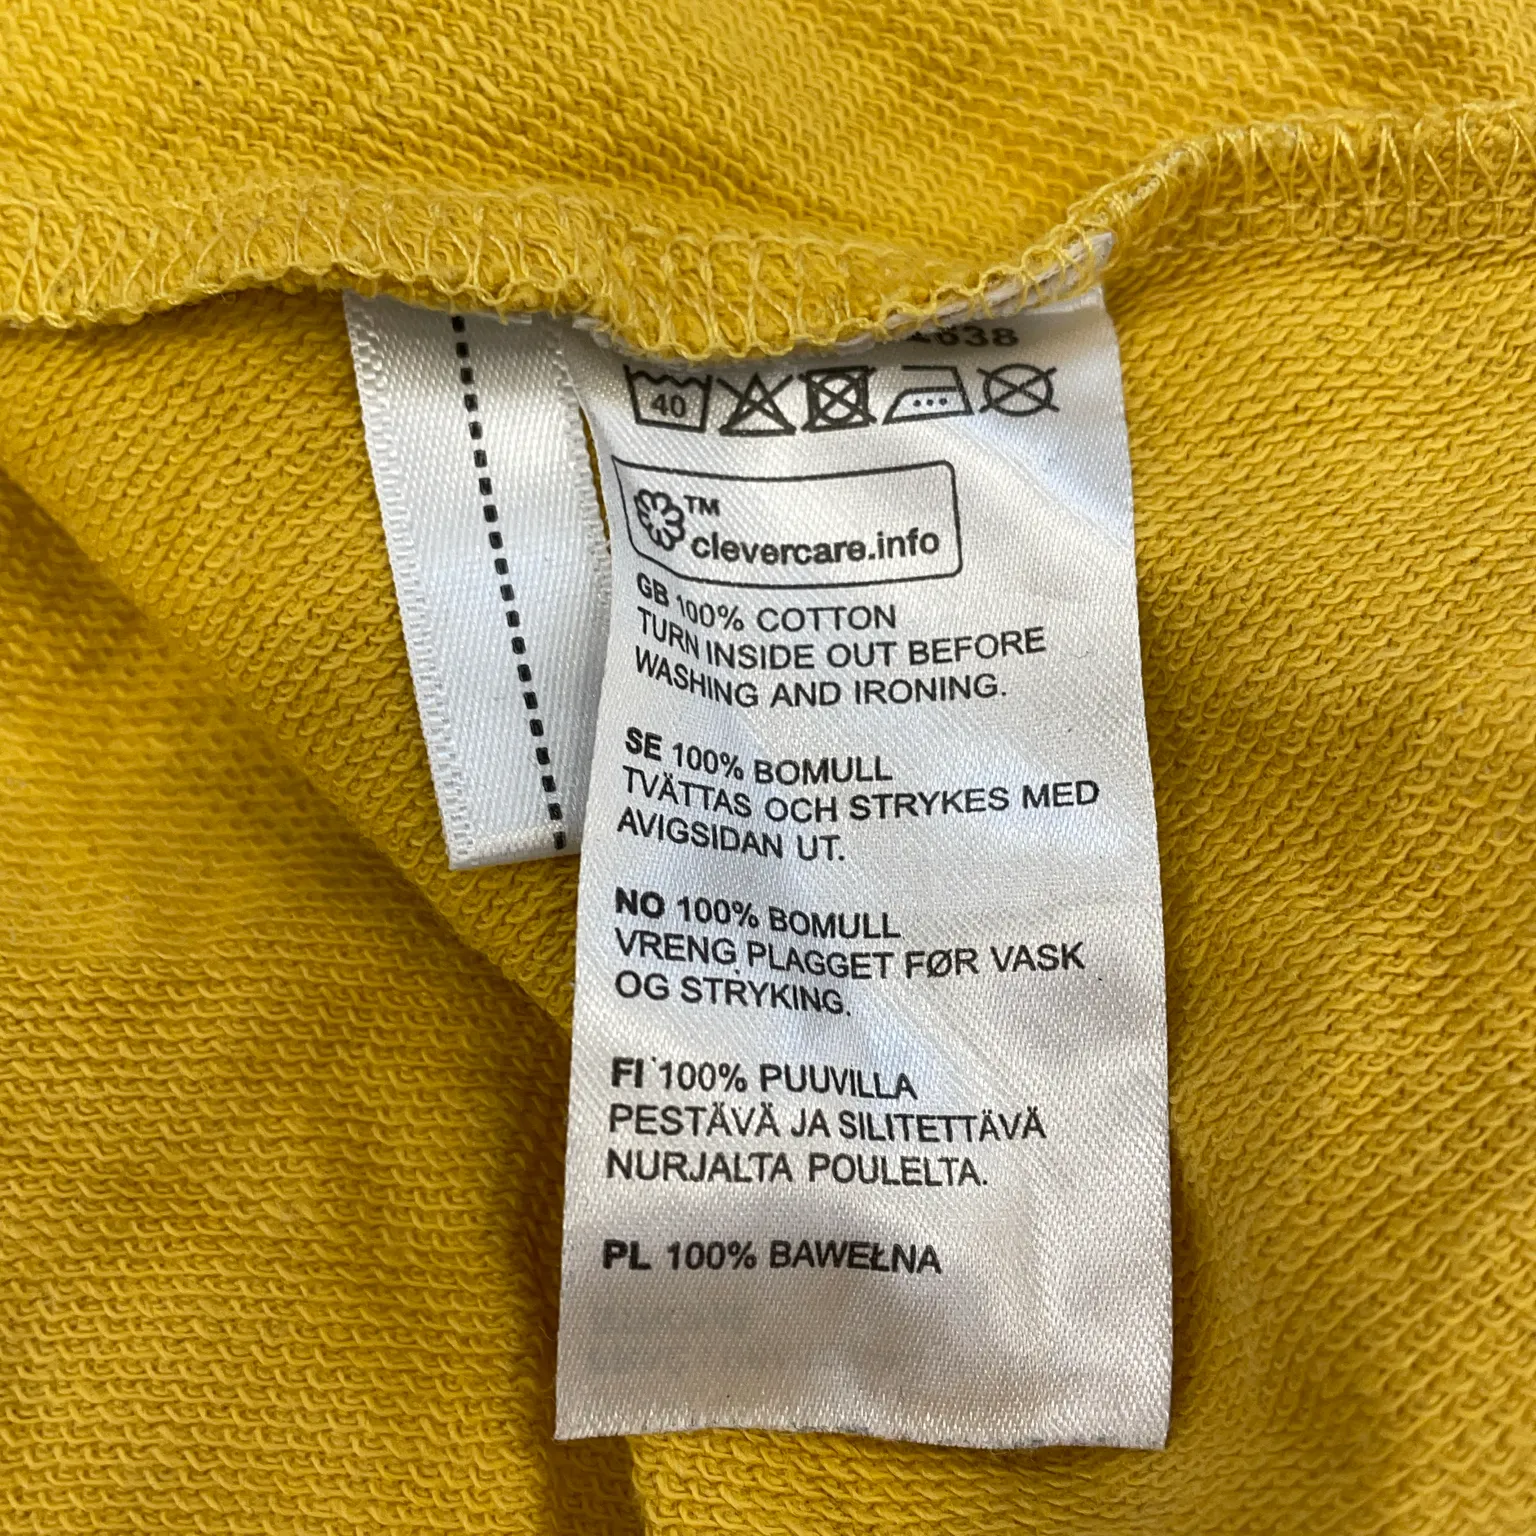 40
TM
clevercare.info
GB 100% COTTON
TURN INSIDE OUT BEFORE
WASHING AND IRONING.
SE 100% BOMULL
TVÄTTAS OCH STRYKES MED
AVIGSIDAN UT.
NO 100% BOMULL
VRENG PLAGGET FØR VASK
OG STRYKING.
FI 100% PUUVILLA
PESTÄVÄ JA SILITETTÄVÄ
NURJALTA POULELTA.
PL 100% BAWEŁNA